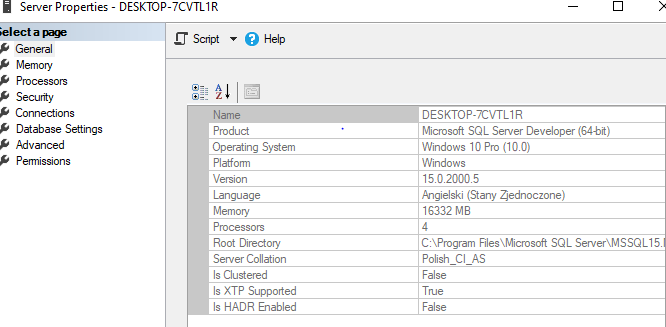 Server Properties - DESKTOP-7CVTL1R
Select a page
General
Memory
Processors
Security
Connections
Database Settings
Advanced
Permissions
Script
Help
Name DESKTOP-7CVTL1R
Product Microsoft SQL Server Developer (64-bit)
Operating System Windows 10 Pro (10.0)
Platform Windows
Version 15.0.2000.5
Language Angielski (Stany Zjednoczone)
Memory 16332 MB
Processors 4
Root Directory C:\Program Files\Microsoft SQL Server\MSSQL15.
Server Collation Polish_CI_AS
Is Clustered False
Is XTP Supported True
Is HADR Enabled False